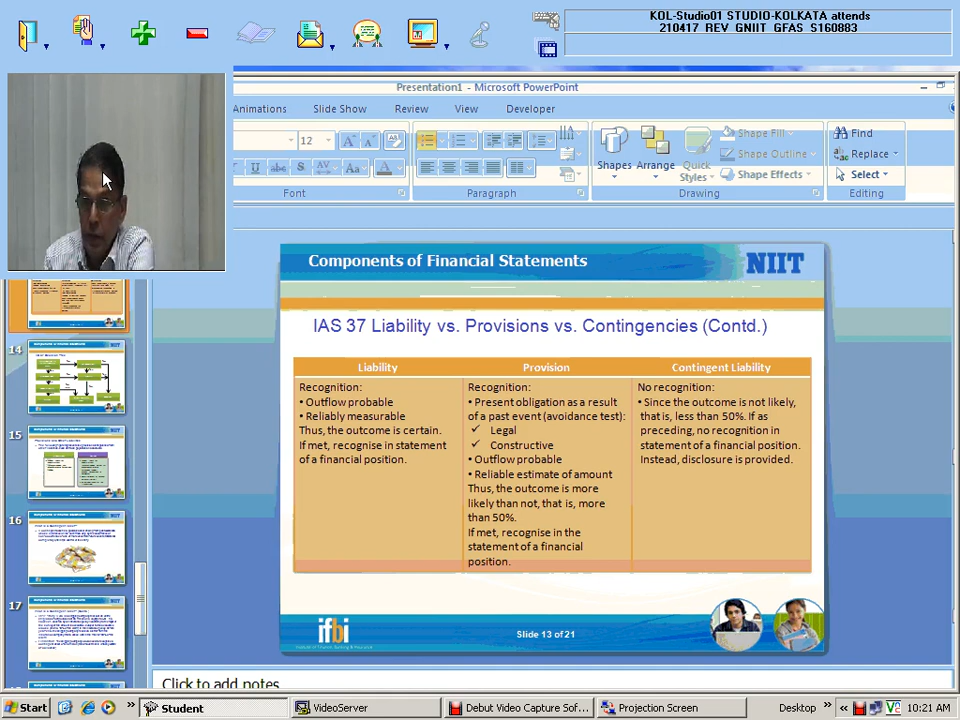 KOL-Studio01 STUDIO-KOLKATA attends
210417 REV GNIIT GFAS S160883
Presentation1 - Microsoft PowerPoint
Animations Slide Show Review View Developer
12
Find
Shape Fill
Replace
Shape Outline
Shapes Arrange Quick Styles
Shape Effects
Select
Font Paragraph Drawing Editing
Components of Financial Statements
NIIT
IAS 37 Liability vs. Provisions vs. Contingencies (Contd.)
Liability
Recognition:
• Outflow probable
• Reliably measurable
Thus, the outcome is certain.
If met, recognise in statement
of a financial position.
Provision
Recognition:
• Present obligation as a result
of a past event (avoidance test):
✓ Legal
✓ Constructive
• Outflow probable
• Reliable estimate of amount
Thus, the outcome is more
likely than not, that is, more
than 50%.
If met, recognise in the
statement of a financial
position.
Contingent Liability
No recognition:
• Since the outcome is not likely,
that is, less than 50%. If as
preceding, no recognition in
statement of a financial position.
Instead, disclosure is provided.
ifbi
Institute of Finance, Banking & Insurance
Slide 13 of 21
14
15
16
17
Click to add notes
Start Student VideoServer Debut Video Capture Sof... Projection Screen Desktop 10:21 AM